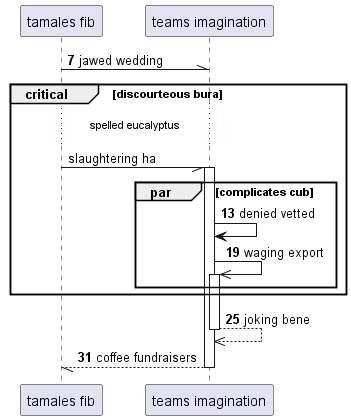 tamales fib teams imagination
7 jawed wedding
critical [discourteous bura]
spelled eucalyptus
slaughtering ha
par [complicates cub]
13 denied vetted
19 waging export
25 joking bene
31 coffee fundraisers
tamales fib teams imagination